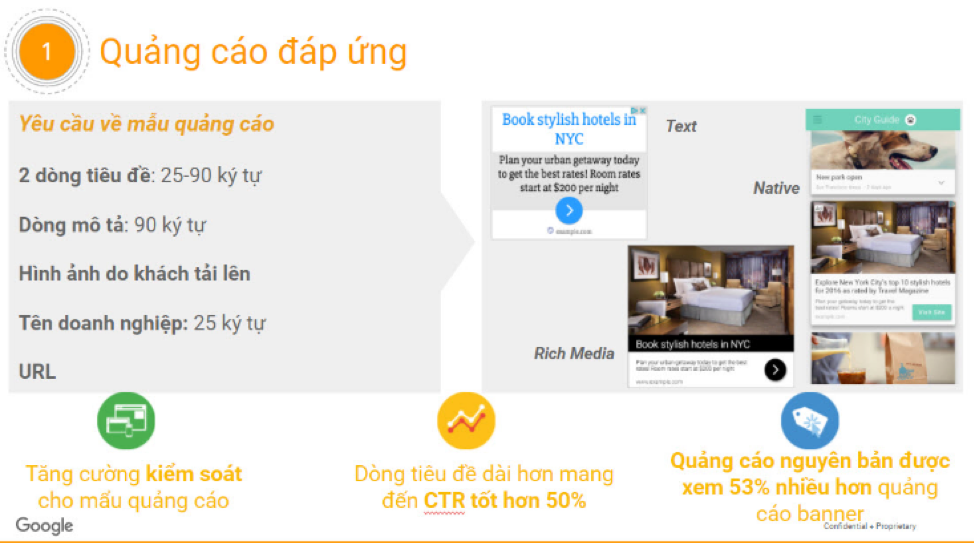 1
Quảng cáo đáp ứng
Yêu cầu về mẫu quảng cáo
2 dòng tiêu đề: 25-90 ký tự
Dòng mô tả: 90 ký tự
Hình ảnh do khách tải lên
Tên doanh nghiệp: 25 ký tự
URL
Book stylish hotels in
NYC
Plan your urban getaway today
to get the best rates! Room rates
start at $200 per night
example.com
Text
Native
Rich Media
Book stylish hotels in NYC
Plan your urban getaway today to get the best
rates! Room rates start at $200 per night
www.example.com
City Guide
New park open
Explore New York City's top 10 stylish hotels
for 2016 as rated by Travel Magazine
Plan your getaway today to get the
best rates! Rooms start at $200 a night
example.com
Visit Site
Tăng cường kiểm soát
cho mẩu quảng cáo
Dòng tiêu đề dài hơn mang
đến CTR tốt hơn 50%
Quảng cáo nguyên bản được
xem 53% nhiều hơn quảng
cáo banner
Google
Confidential + Proprietary